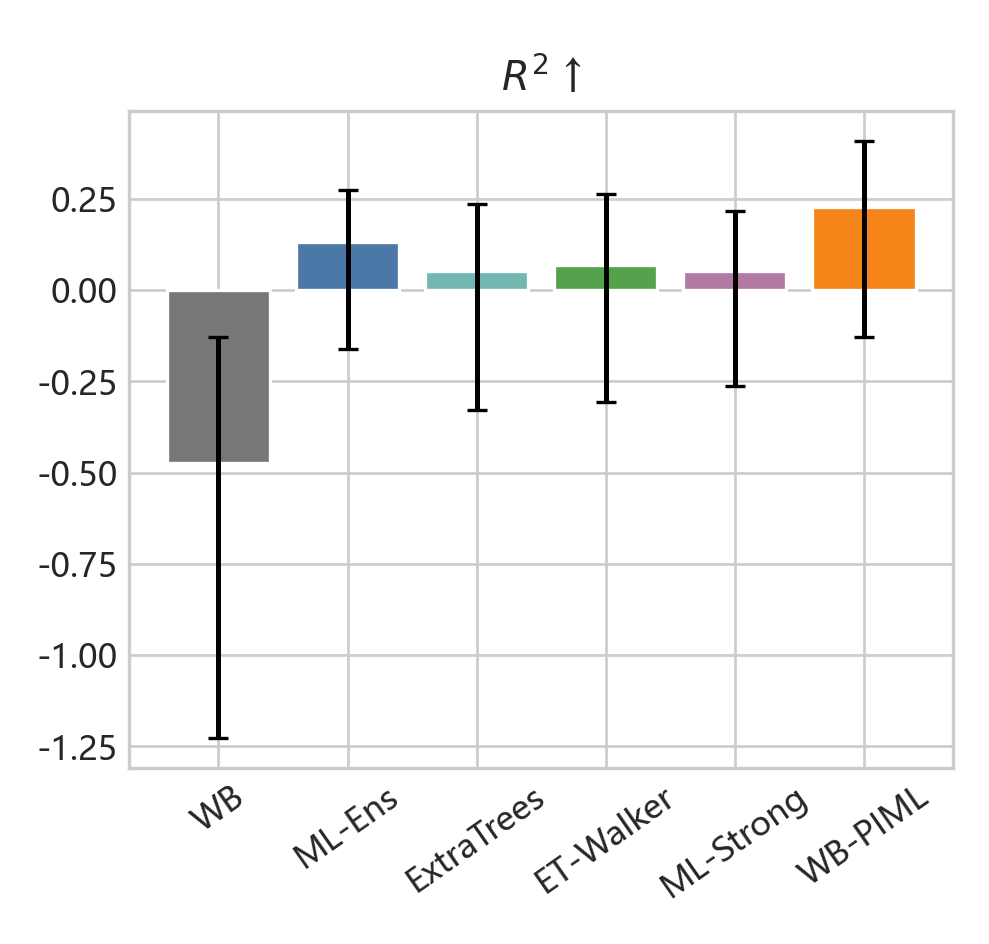 R² ↑
0.25
0.00
-0.25
-0.50
-0.75
-1.00
-1.25
WB
ML-Ens
ExtraTrees
ET-Walker
ML-Strong
WB-PIML